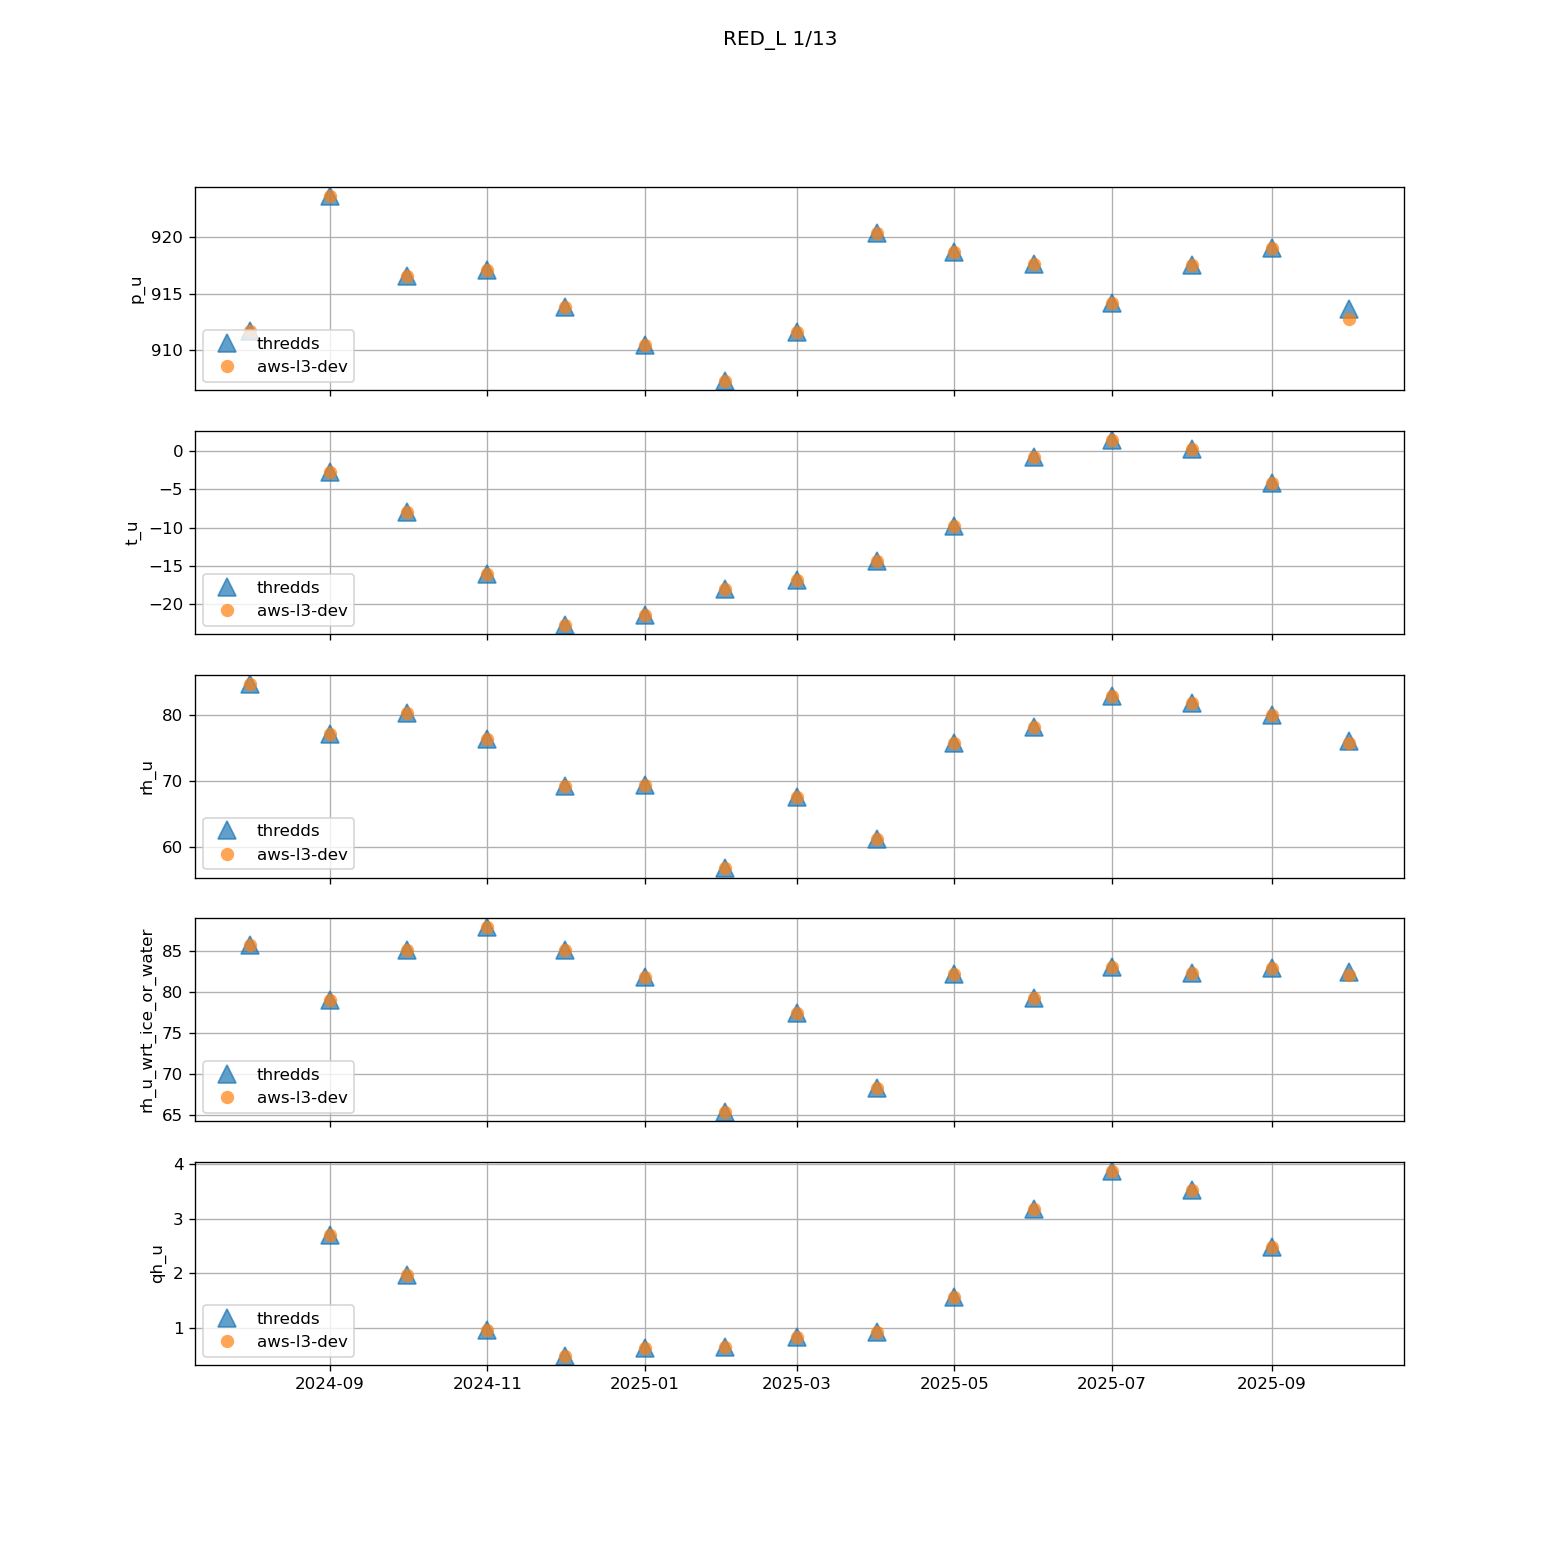 RED_L 1/13
920
915
910
p_u
thredds
aws-l3-dev
0
−5
−10
−15
−20
t_u
thredds
aws-l3-dev
80
70
60
rh_u
thredds
aws-l3-dev
85
80
75
70
65
rh_u_wrt_ice_or_water
thredds
aws-l3-dev
4
3
2
1
qh_u
thredds
aws-l3-dev
2024-09 2024-11 2025-01 2025-03 2025-05 2025-07 2025-09